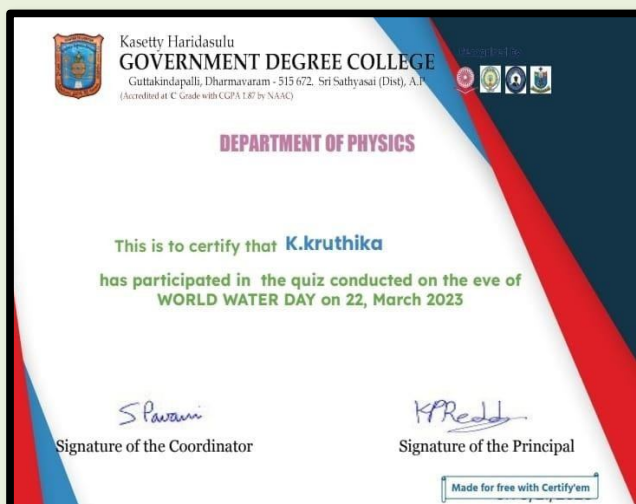 Kasetty Haridasulu
GOVERNMENT DEGREE COLLEGE
Guttakindapalli, Dharmavaram - 515 672. Sri Sathyasai (Dist), A.P
(Accredited at 'C' Grade with CGPA 1.87 by NAAC)
DEPARTMENT OF PHYSICS
This is to certify that K.kruthika
has participated in the quiz conducted on the eve of
WORLD WATER DAY on 22, March 2023
S Pavani
KPRedd
Signature of the Coordinator
Signature of the Principal
Made for free with Certify'em